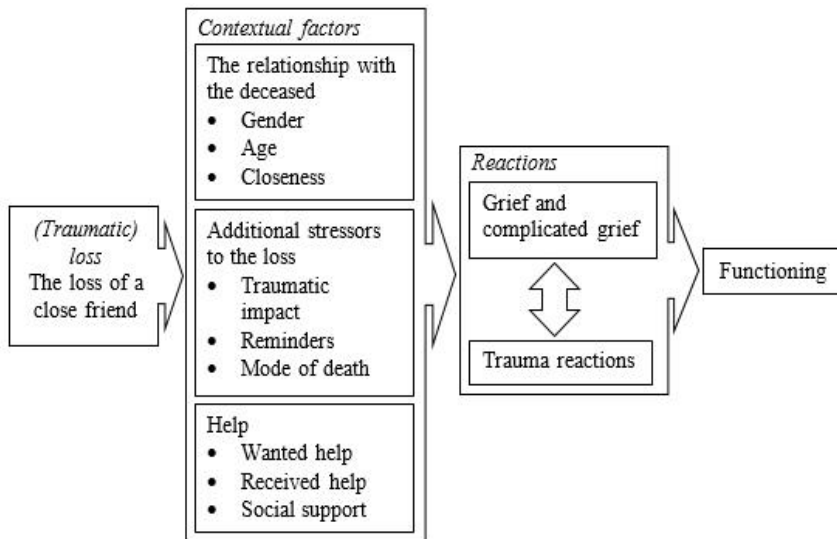 (Traumatic)
loss
The loss of a
close friend
Contextual factors
The relationship with
the deceased
• Gender
• Age
• Closeness
Additional stressors
to the loss
• Traumatic
impact
• Reminders
• Mode of death
Help
• Wanted help
• Received help
• Social support
Reactions
Grief and
complicated grief
Trauma reactions
Functioning